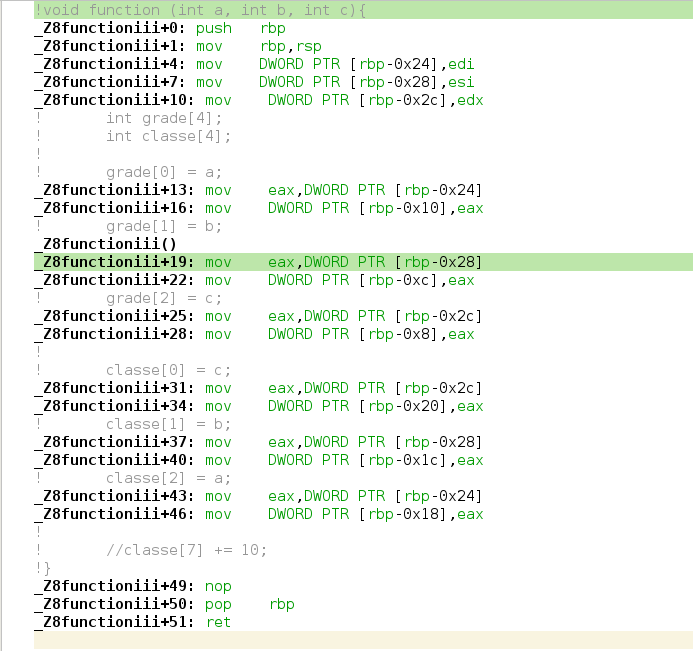 !void function (int a, int b, int c){
_Z8functioniii+0: push   rbp
_Z8functioniii+1: mov    rbp,rsp
_Z8functioniii+4: mov    DWORD PTR [rbp-0x24],edi
_Z8functioniii+7: mov    DWORD PTR [rbp-0x28],esi
_Z8functioniii+10: mov    DWORD PTR [rbp-0x2c],edx
!       int grade[4];
!       int classe[4];
!
!       grade[0] = a;
_Z8functioniii+13: mov    eax,DWORD PTR [rbp-0x24]
_Z8functioniii+16: mov    DWORD PTR [rbp-0x10],eax
!       grade[1] = b;
_Z8functioniii()
_Z8functioniii+19: mov    eax,DWORD PTR [rbp-0x28]
_Z8functioniii+22: mov    DWORD PTR [rbp-0xc],eax
!       grade[2] = c;
_Z8functioniii+25: mov    eax,DWORD PTR [rbp-0x2c]
_Z8functioniii+28: mov    DWORD PTR [rbp-0x8],eax
!
!       classe[0] = c;
_Z8functioniii+31: mov    eax,DWORD PTR [rbp-0x2c]
_Z8functioniii+34: mov    DWORD PTR [rbp-0x20],eax
!       classe[1] = b;
_Z8functioniii+37: mov    eax,DWORD PTR [rbp-0x28]
_Z8functioniii+40: mov    DWORD PTR [rbp-0x1c],eax
!       classe[2] = a;
_Z8functioniii+43: mov    eax,DWORD PTR [rbp-0x24]
_Z8functioniii+46: mov    DWORD PTR [rbp-0x18],eax
!
!       //classe[7] += 10;
!}
_Z8functioniii+49: nop
_Z8functioniii+50: pop    rbp
_Z8functioniii+51: ret